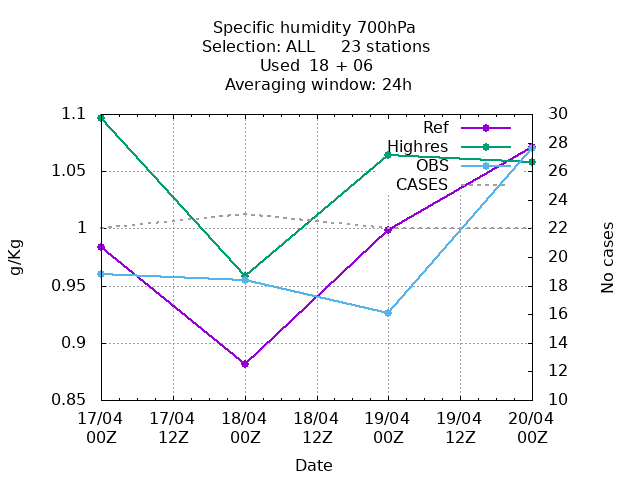 Specific humidity 700hPa
Selection: ALL 23 stations
Used 18 + 06
Averaging window: 24h
1.1
1.05
1
0.95
0.9
0.85
30
28
26
24
22
20
18
16
14
12
10
Ref
Highres
OBS
CASES
g/Kg
No cases
17/04 17/04 18/04 18/04 19/04 19/04 20/04
00Z 12Z 00Z 12Z 00Z 12Z 00Z
Date